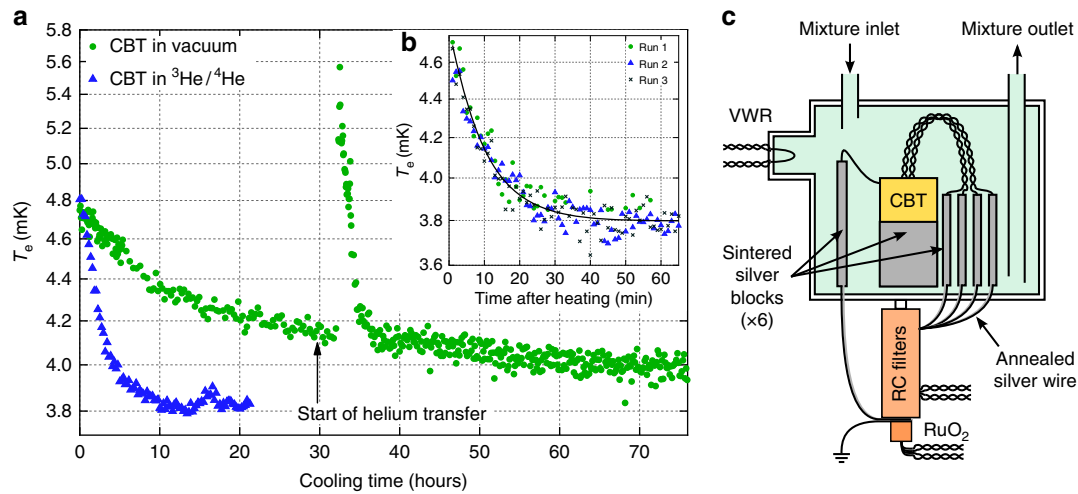 a
5.8
5.6
5.4
5.2
5.0
4.8
4.6
4.4
4.2
4.0
3.8
T_e (mK)
CBT in vacuum
CBT in ³He/⁴He
Start of helium transfer
0
10
20
30
40
50
60
70
Cooling time (hours)
b
4.6
4.4
4.2
4.0
3.8
3.6
T_e (mK)
Run 1
Run 2
Run 3
0
10
20
30
40
50
60
Time after heating (min)
c
Mixture inlet
Mixture outlet
VWR
CBT
Sintered
silver
blocks
(×6)
RC filters
Annealed
silver wire
RuO₂